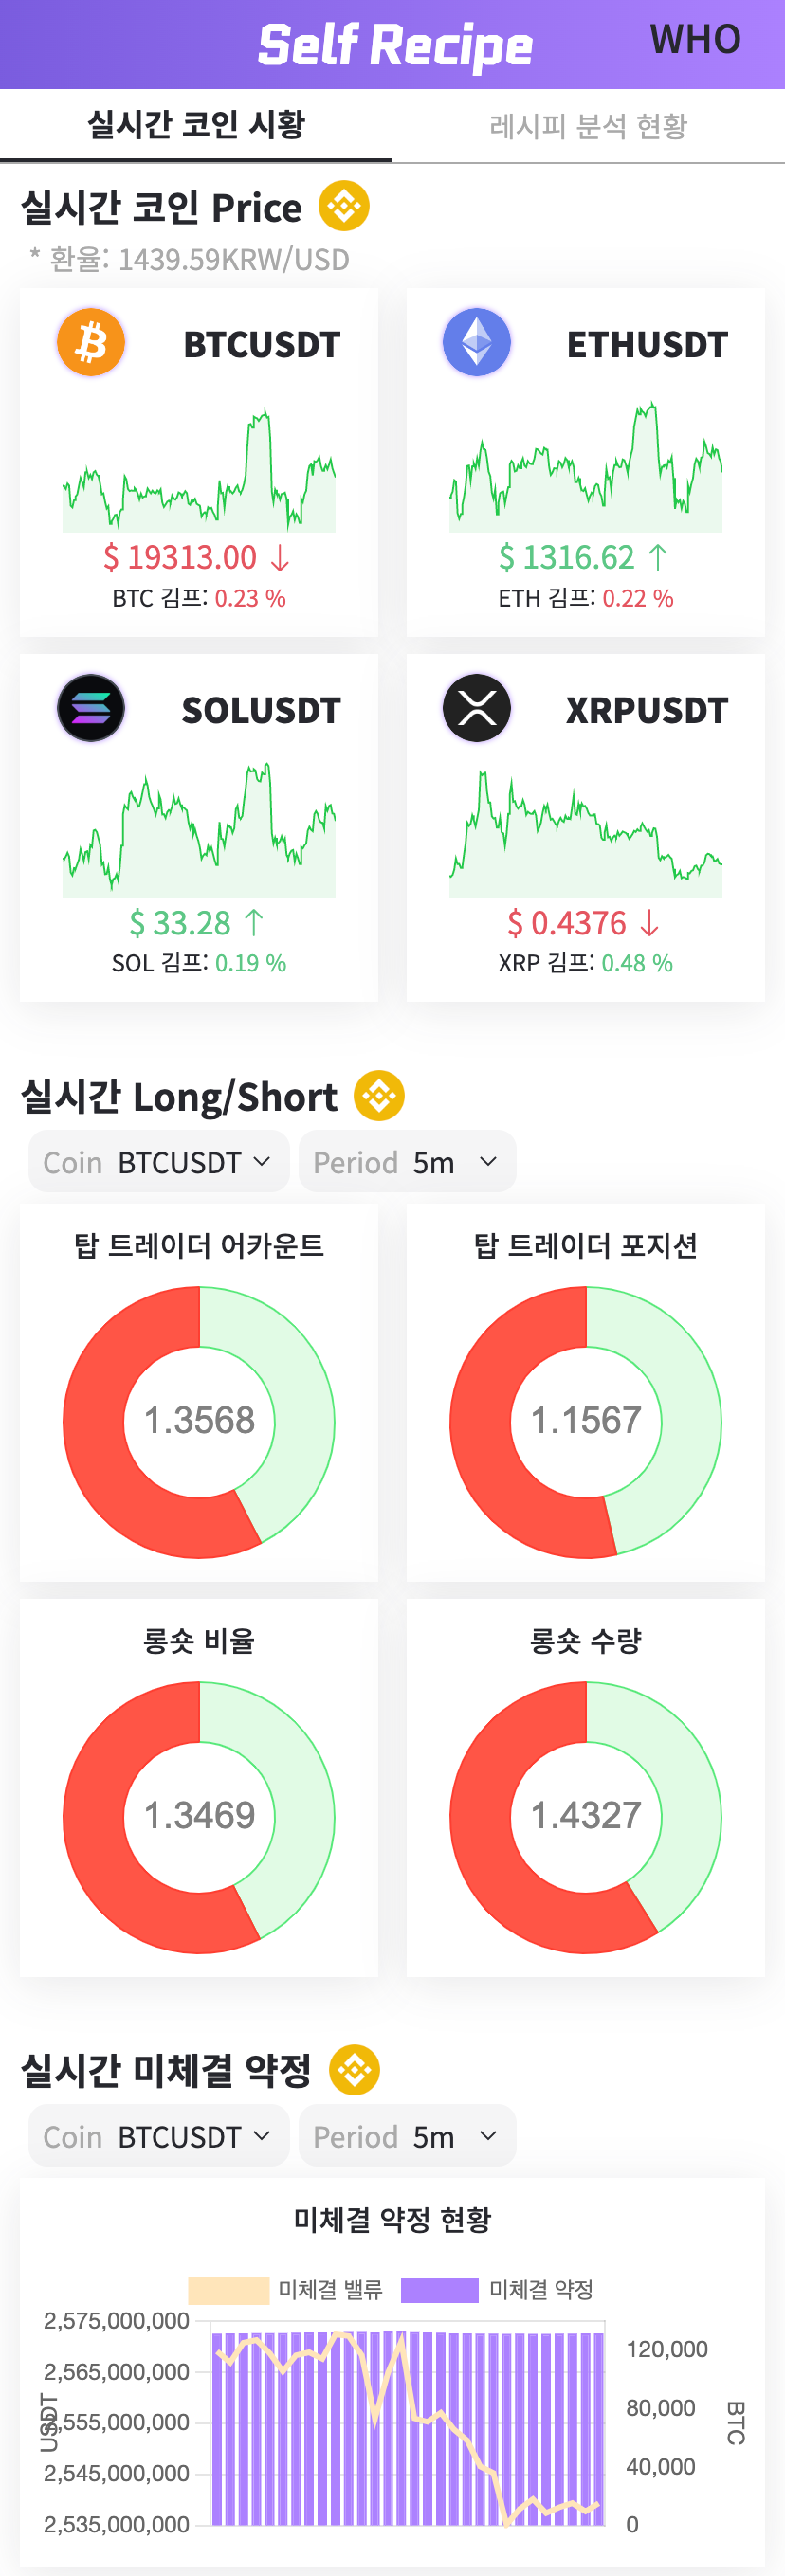 Self Recipe
WHO
실시간 코인 시황
레시피 분석 현황
실시간 코인 Price
* 환율: 1439.59KRW/USD
BTCUSDT
$ 19313.00 ↓
BTC 김프: 0.23 %
ETHUSDT
$ 1316.62 ↑
ETH 김프: 0.22 %
SOLUSDT
$ 33.28 ↑
SOL 김프: 0.19 %
XRPUSDT
$ 0.4376 ↓
XRP 김프: 0.48 %
실시간 Long/Short
Coin BTCUSDT
Period 5m
탑 트레이더 어카운트
1.3568
탑 트레이더 포지션
1.1567
롱숏 비율
1.3469
롱숏 수량
1.4327
실시간 미체결 약정
Coin BTCUSDT
Period 5m
미체결 약정 현황
미체결 밸류
미체결 약정
2,575,000,000
2,565,000,000
2,555,000,000
2,545,000,000
2,535,000,000
USDT
120,000
80,000
40,000
0
BTC